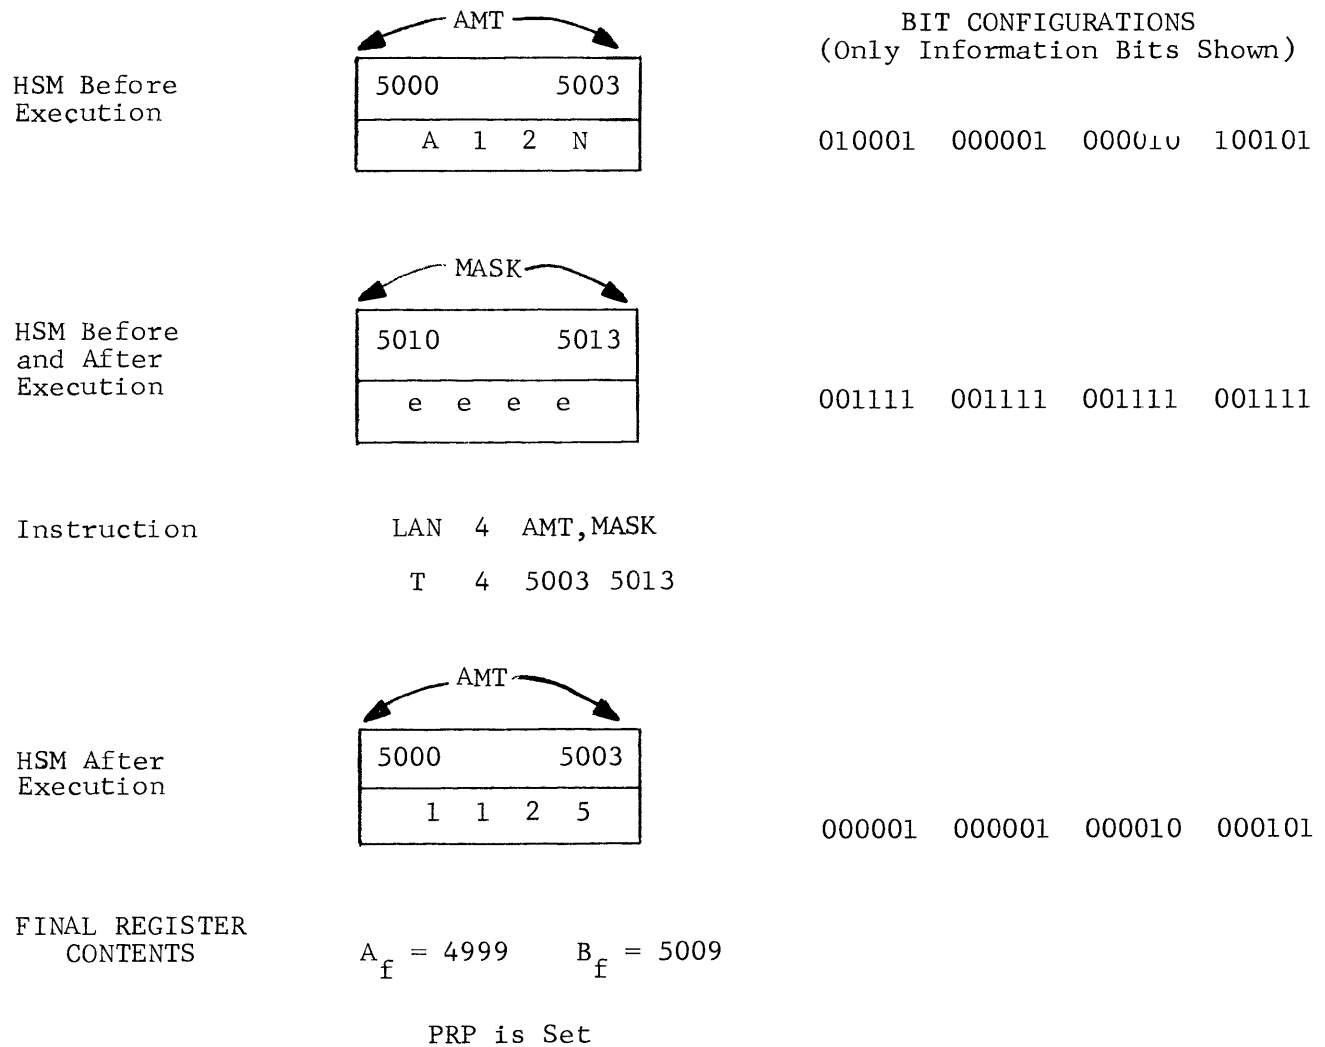 AMT
BIT CONFIGURATIONS
(Only Information Bits Shown)
HSM Before
Execution
5000 5003
A 1 2 N
010001 000001 000010 100101
MASK
HSM Before
and After
Execution
5010 5013
e e e e
001111 001111 001111 001111
Instruction
LAN 4 AMT,MASK
T 4 5003 5013
AMT
HSM After
Execution
5000 5003
1 1 2 5
000001 000001 000010 000101
FINAL REGISTER
CONTENTS
Af = 4999 Bf = 5009
PRP is Set